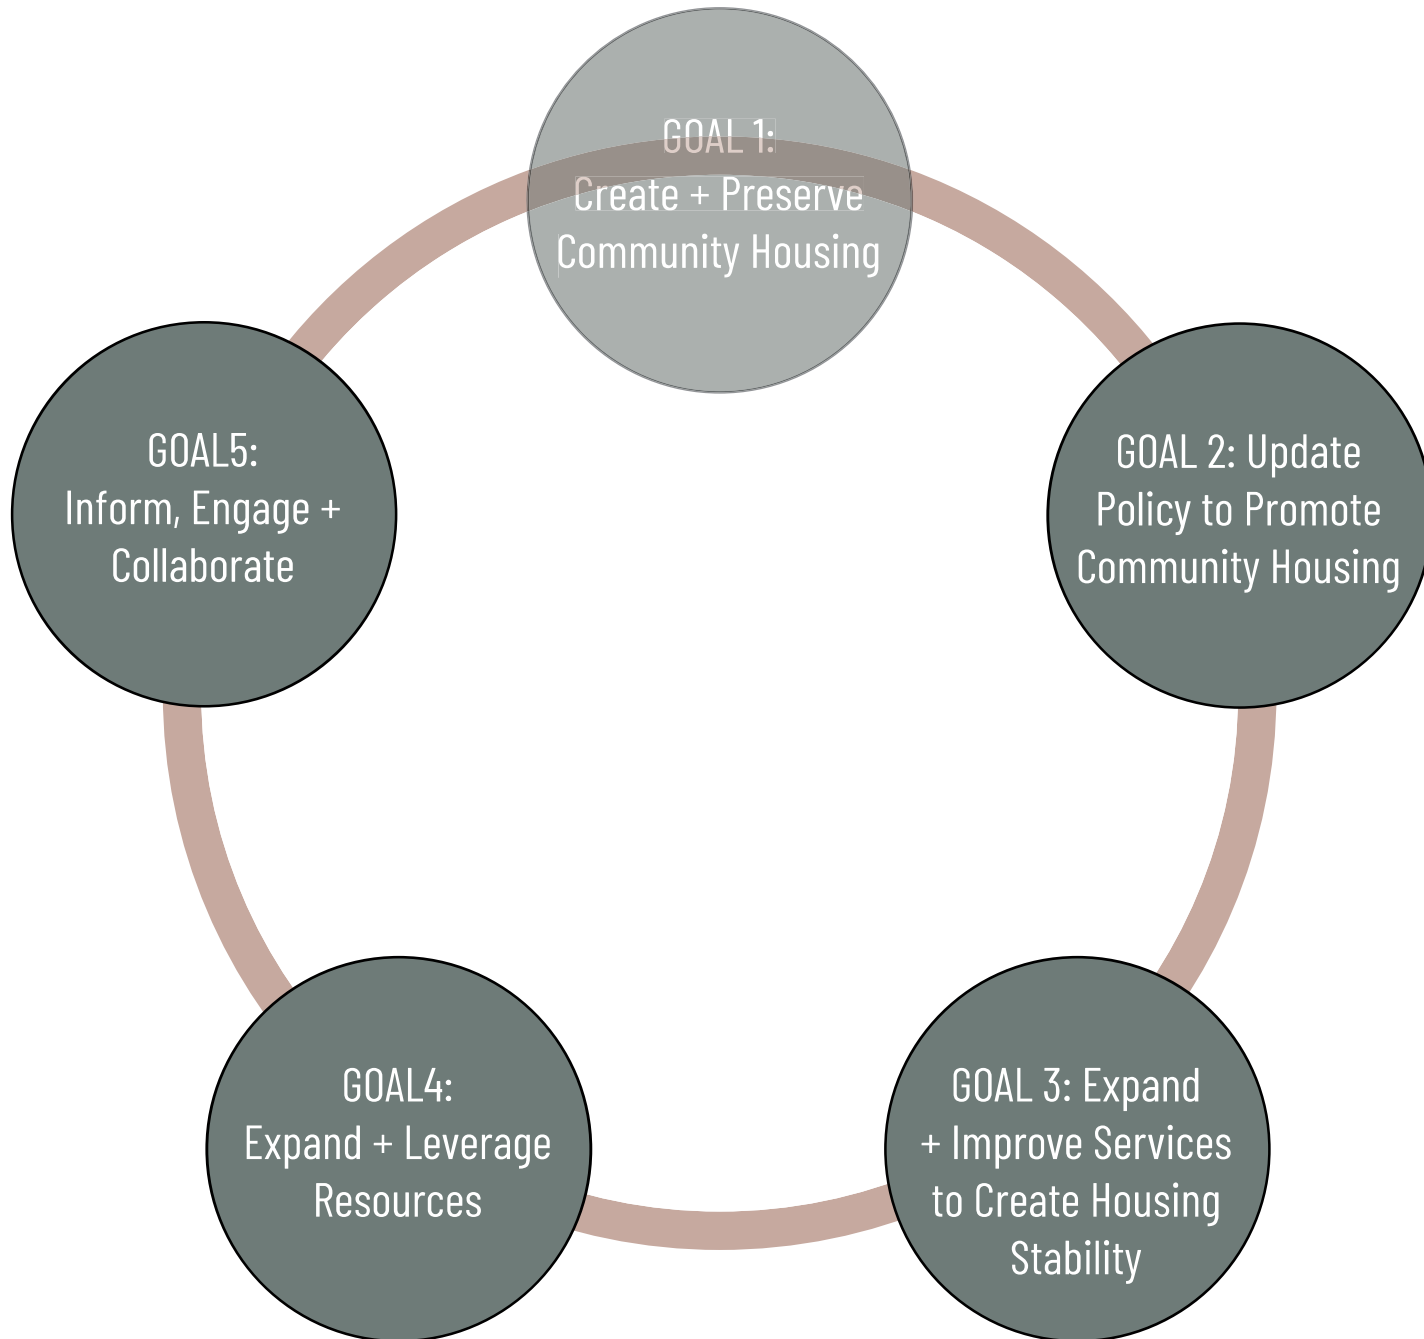 GOAL 1:
Create + Preserve
Community Housing
GOAL 2: Update
Policy to Promote
Community Housing
GOAL 3: Expand
+ Improve Services
to Create Housing
Stability
GOAL4:
Expand + Leverage
Resources
GOAL5:
Inform, Engage +
Collaborate